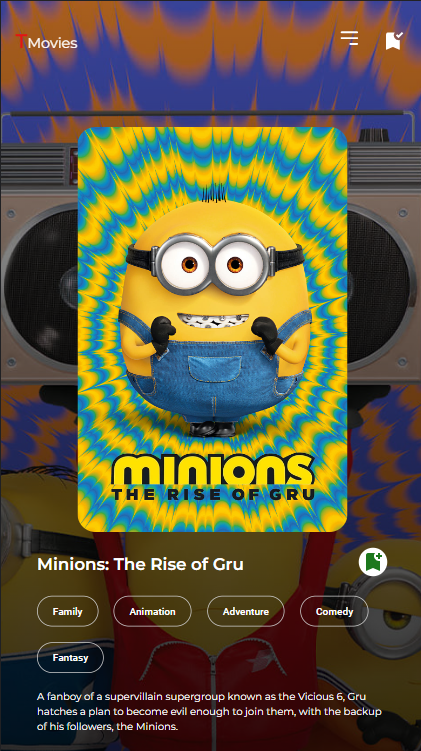 TMovies
minions
THE RISE OF GRU
Minions: The Rise of Gru
Family Animation Adventure Comedy
Fantasy
A fanboy of a supervillain supergroup known as the Vicious 6, Gru
hatches a plan to become evil enough to join them, with the backup
of his followers, the Minions.